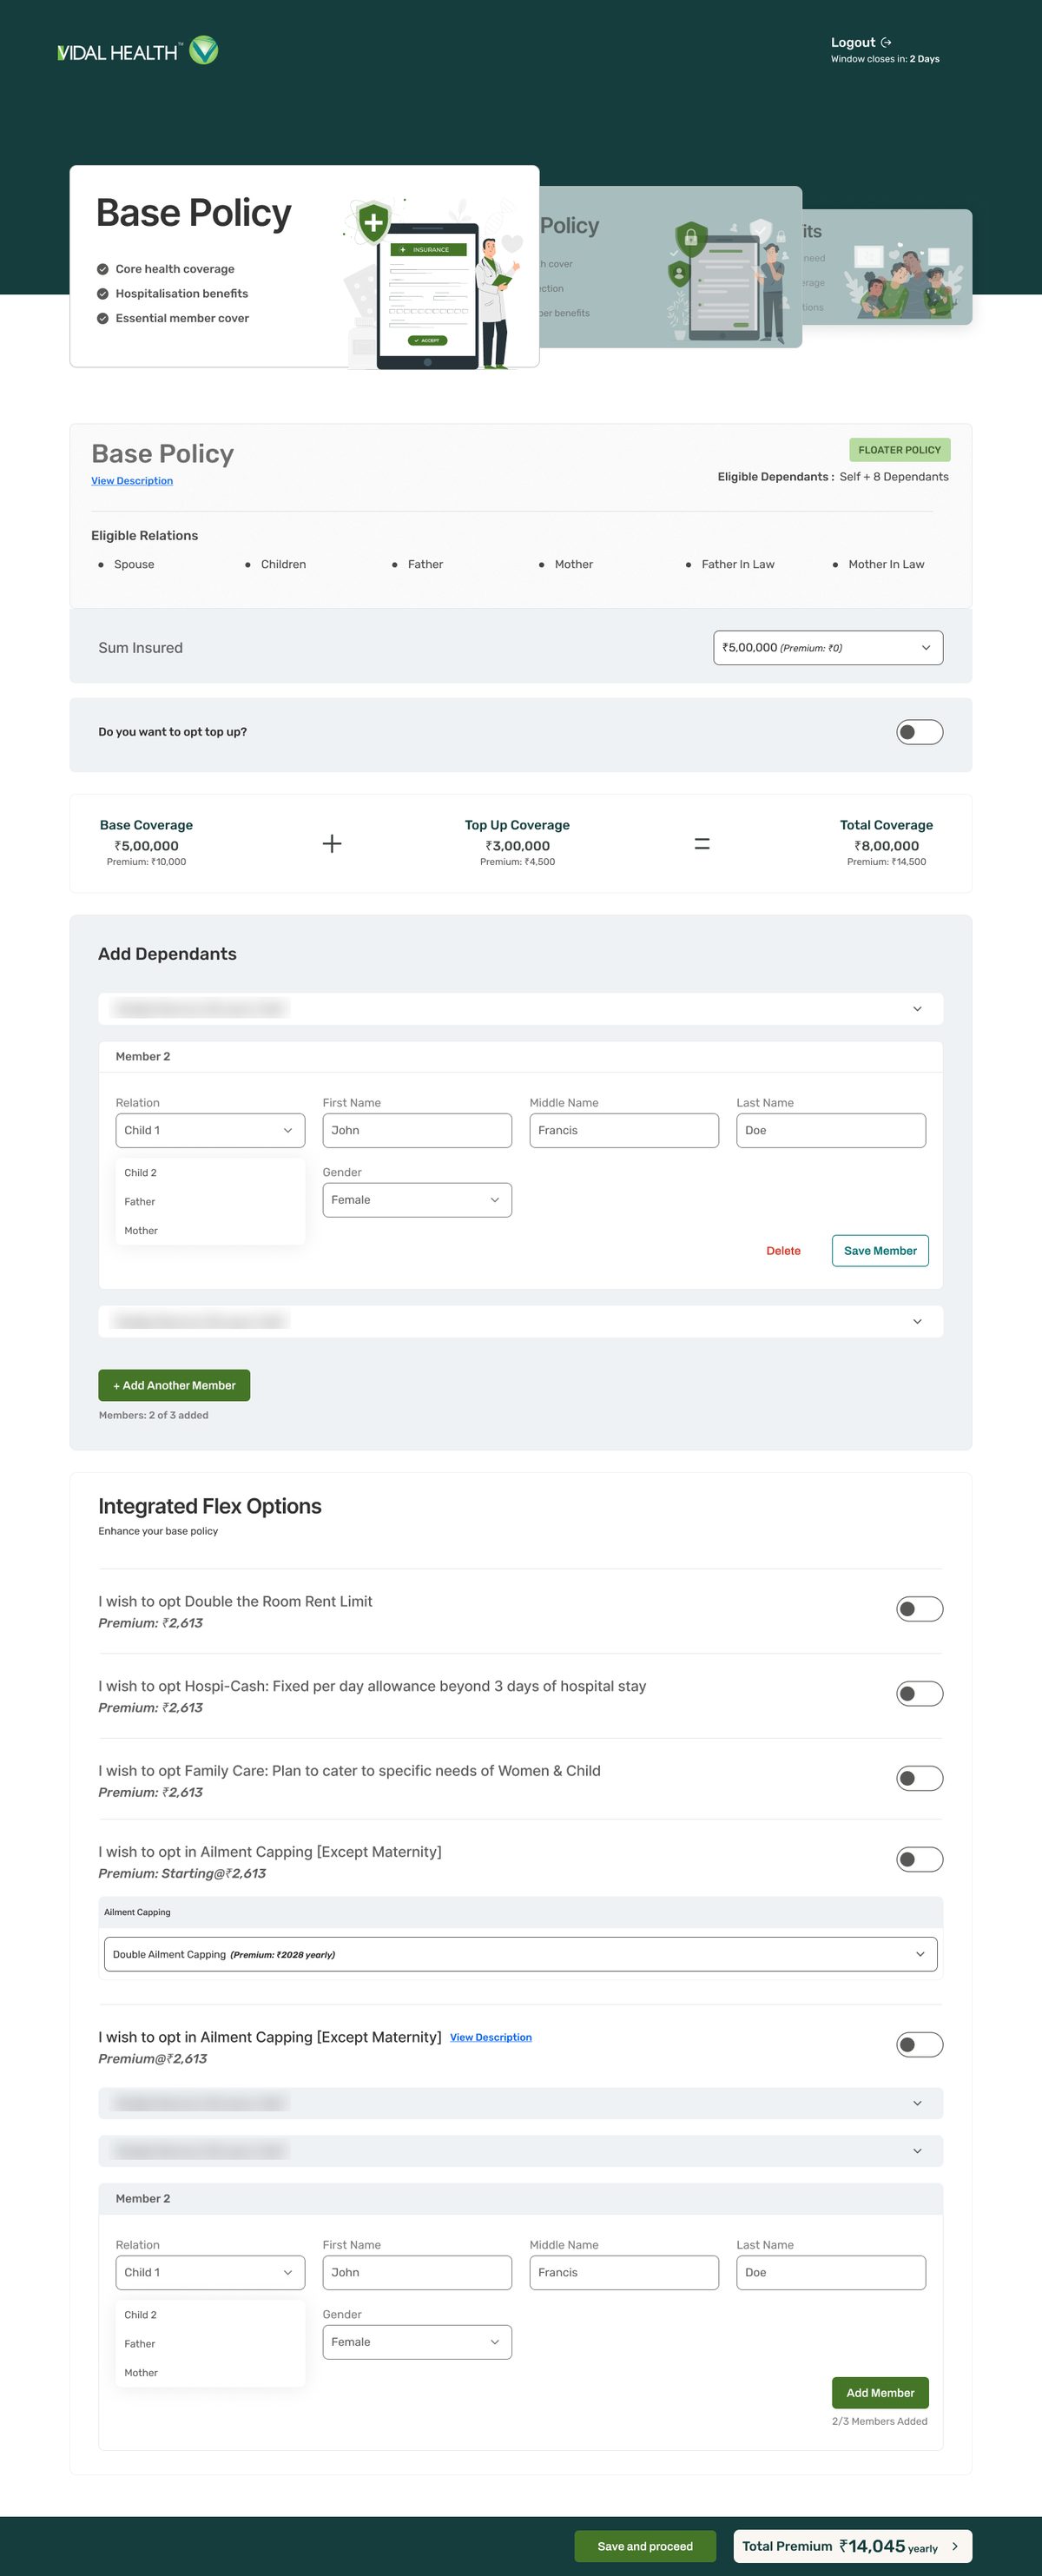 VIDAL HEALTH™
Logout
Window closes in: 2 Days
Base Policy
Core health coverage
Hospitalisation benefits
Essential member cover
INSURANCE
ACCEPT
Policy
cover
benefits
need
Base Policy
View Description
FLOATER POLICY
Eligible Dependants : Self + 8 Dependants
Eligible Relations
Spouse
Children
Father
Mother
Father In Law
Mother In Law
Sum Insured
₹5,00,000 (Premium: ₹0)
Do you want to opt top up?
Base Coverage
₹5,00,000
Premium: ₹10,000
+
Top Up Coverage
₹3,00,000
Premium: ₹4,500
=
Total Coverage
₹8,00,000
Premium: ₹14,500
Add Dependants
Member 2
Relation
First Name
Middle Name
Last Name
Child 1
John
Francis
Doe
Child 2
Father
Mother
Gender
Female
Delete
Save Member
+ Add Another Member
Members: 2 of 3 added
Integrated Flex Options
Enhance your base policy
I wish to opt Double the Room Rent Limit
Premium: ₹2,613
I wish to opt Hospi-Cash: Fixed per day allowance beyond 3 days of hospital stay
Premium: ₹2,613
I wish to opt Family Care: Plan to cater to specific needs of Women & Child
Premium: ₹2,613
I wish to opt in Ailment Capping [Except Maternity]
Premium: Starting@₹2,613
Ailment Capping
Double Ailment Capping (Premium: ₹2028 yearly)
I wish to opt in Ailment Capping [Except Maternity] View Description
Premium@₹2,613
Member 2
Relation
First Name
Middle Name
Last Name
Child 1
John
Francis
Doe
Child 2
Father
Mother
Gender
Female
Add Member
2/3 Members Added
Save and proceed
Total Premium ₹14,045 yearly